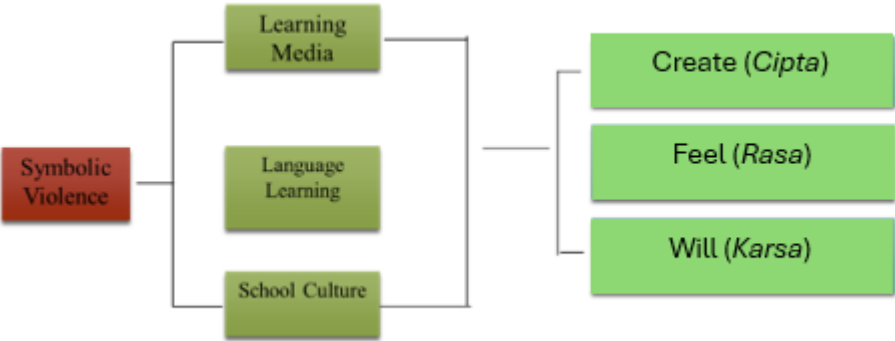 Symbolic
Violence
Learning
Media
Language
Learning
School Culture
Create (Cipta)
Feel (Rasa)
Will (Karsa)